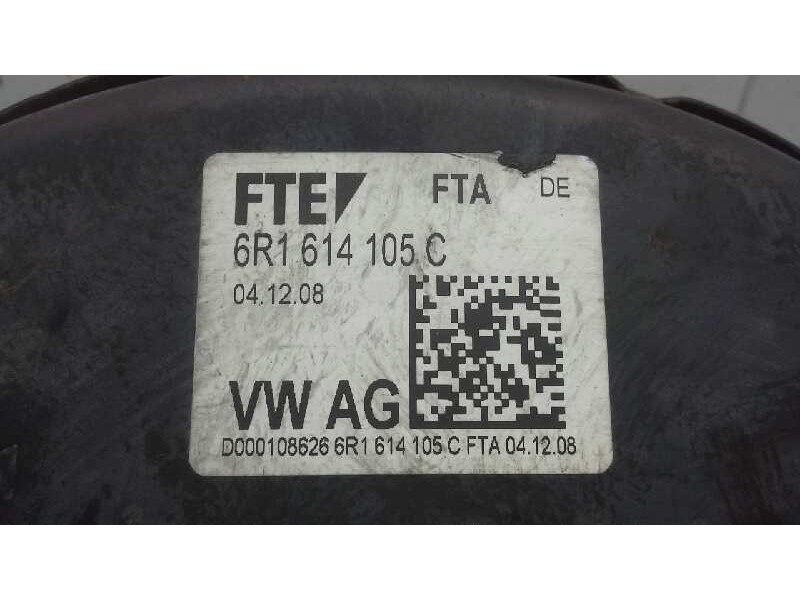 FTE FTA DE
6R1 614 105 C
04.12.08
VW AG
D000108626 6R1 614 105 C FTA 04.12.08